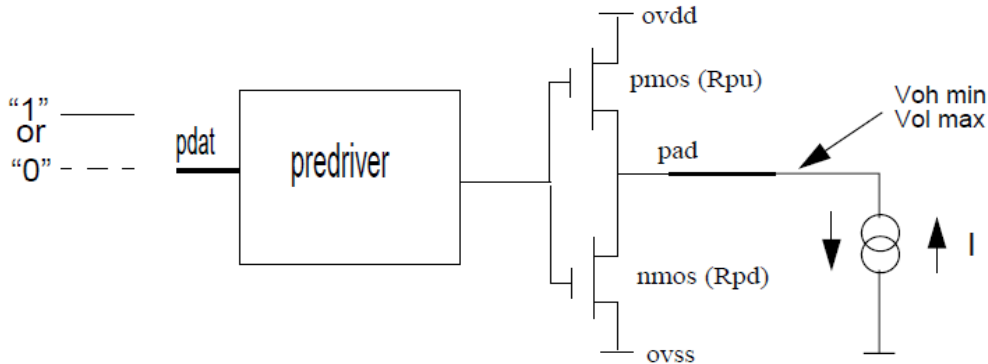 ovdd
pmos (Rpu)
Voh min
Vol max
“1”
or
“0”
pdat
predriver
pad
I
nmos (Rpd)
ovss